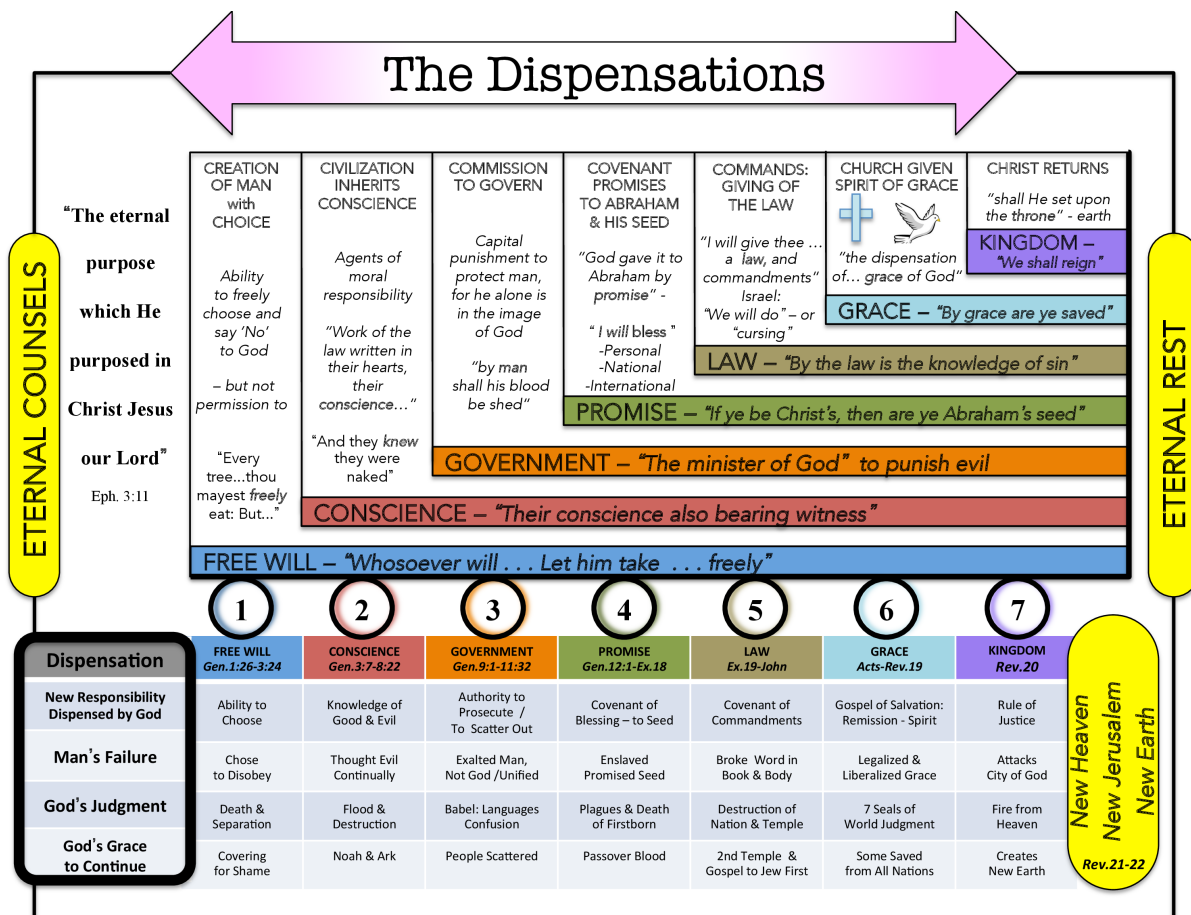 The Dispensations
ETERNAL COUNSELS
"The eternal
purpose
which He
purposed in
Christ Jesus
our Lord"
Eph. 3:11
CREATION
OF MAN
with
CHOICE
Ability
to freely
choose and
say 'No'
to God
– but not
permission to
"Every
tree...thou
mayest freely
eat: But..."
CIVILIZATION
INHERITS
CONSCIENCE
Agents of
moral
responsibility
"Work of the
law written in
their hearts,
their
conscience..."
"And they knew
they were
naked"
COMMISSION
TO GOVERN
Capital
punishment to
protect man,
for he alone is
in the image
of God
"by man
shall his blood
be shed"
COVENANT
PROMISES
TO ABRAHAM
& HIS SEED
"God gave it to
Abraham by
promise" -
" I will bless "
-Personal
-National
-International
COMMANDS:
GIVING OF
THE LAW
"I will give thee ...
a law, and
commandments"
Israel:
"We will do" – or
"cursing"
CHURCH GIVEN
SPIRIT OF GRACE
"the dispensation
of... grace of God"
CHRIST RETURNS
"shall He set upon
the throne" - earth
KINGDOM –
"We shall reign"
GRACE – "By grace are ye saved"
LAW – "By the law is the knowledge of sin"
PROMISE – "If ye be Christ's, then are ye Abraham's seed"
GOVERNMENT – "The minister of God" to punish evil
CONSCIENCE – "Their conscience also bearing witness"
FREE WILL – "Whosoever will . . . Let him take . . . freely"
ETERNAL REST
1 2 3 4 5 6 7
Dispensation
FREE WILL
Gen.1:26-3:24
CONSCIENCE
Gen.3:7-8:22
GOVERNMENT
Gen.9:1-11:32
PROMISE
Gen.12:1-Ex.18
LAW
Ex.19-John
GRACE
Acts-Rev.19
KINGDOM
Rev.20
New Responsibility
Dispensed by God
Ability to
Choose
Knowledge of
Good & Evil
Authority to
Prosecute /
To Scatter Out
Covenant of
Blessing – to Seed
Covenant of
Commandments
Gospel of Salvation:
Remission - Spirit
Rule of
Justice
Man's Failure
Chose
to Disobey
Thought Evil
Continually
Exalted Man,
Not God /Unified
Enslaved
Promised Seed
Broke Word in
Book & Body
Legalized &
Liberalized Grace
Attacks
City of God
God's Judgment
Death &
Separation
Flood &
Destruction
Babel: Languages
Confusion
Plagues & Death
of Firstborn
Destruction of
Nation & Temple
7 Seals of
World Judgment
Fire from
Heaven
God's Grace
to Continue
Covering
for Shame
Noah & Ark
People Scattered
Passover Blood
2nd Temple &
Gospel to Jew First
Some Saved
from All Nations
Creates
New Earth
New Heaven
New Jerusalem
New Earth
Rev.21-22